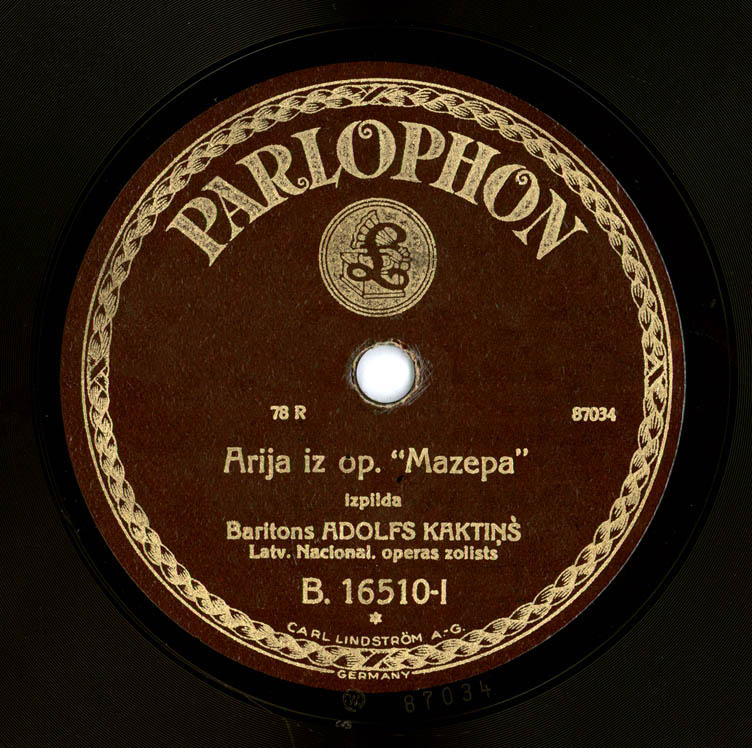 PARLOPHON
£
78 R 87034
Arija iz op. “Mazepa”
izpilda
Baritons ADOLFS KAKTIŅŠ
Latv. Nacional. operas zolists
B. 16510-I
CARL LINDSTRÖM A-G.
GERMANY
87034